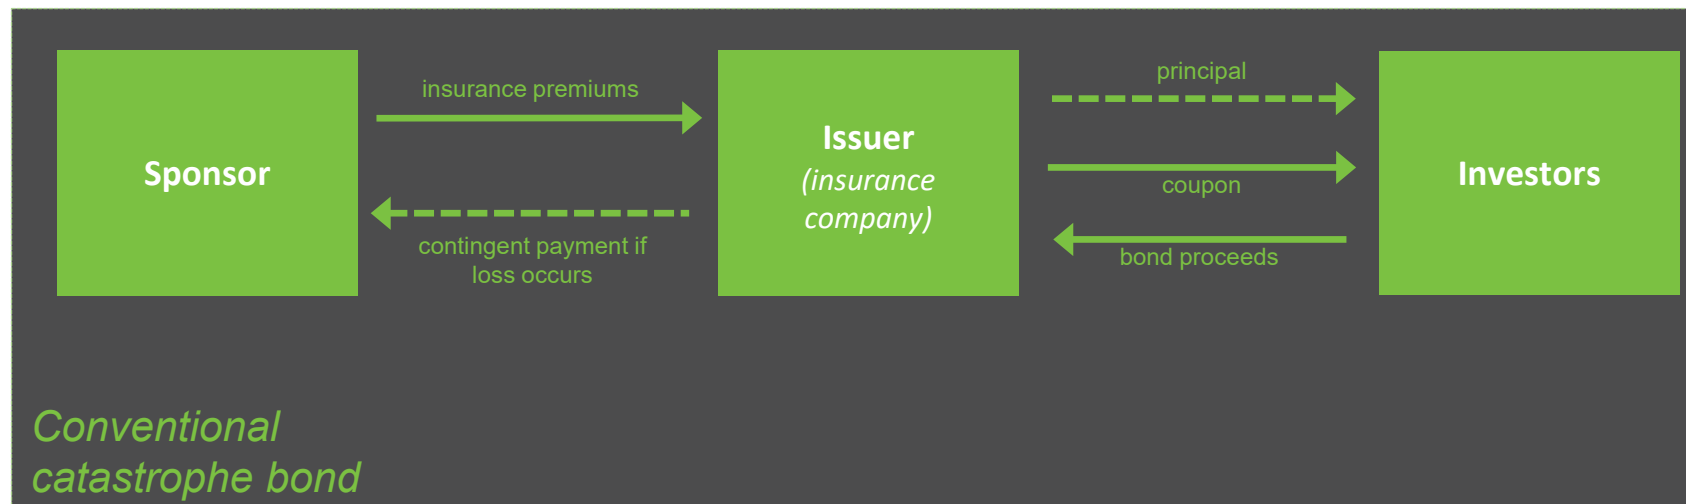 Sponsor
insurance premiums
contingent payment if
loss occurs
Issuer
(insurance
company)
principal
coupon
bond proceeds
Investors
Conventional
catastrophe bond